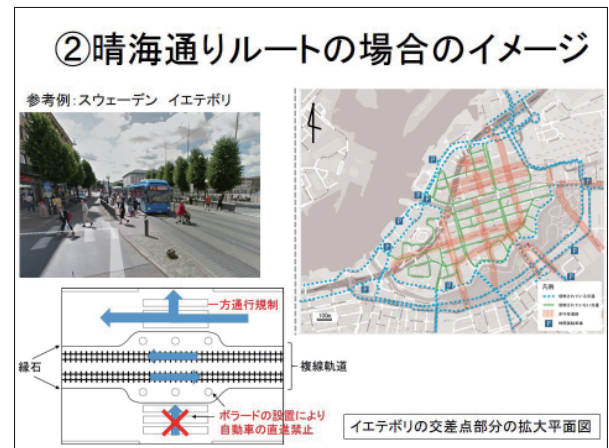 ②晴海通りルートの場合のイメージ
参考例：スウェーデン イエテボリ
一方通行規制
縁石
複線軌道
ボラードの設置により
自動車の直進禁止
P
P
P
P
P
P
P
P
100m
凡例
P
イエテボリの交差点部分の拡大平面図